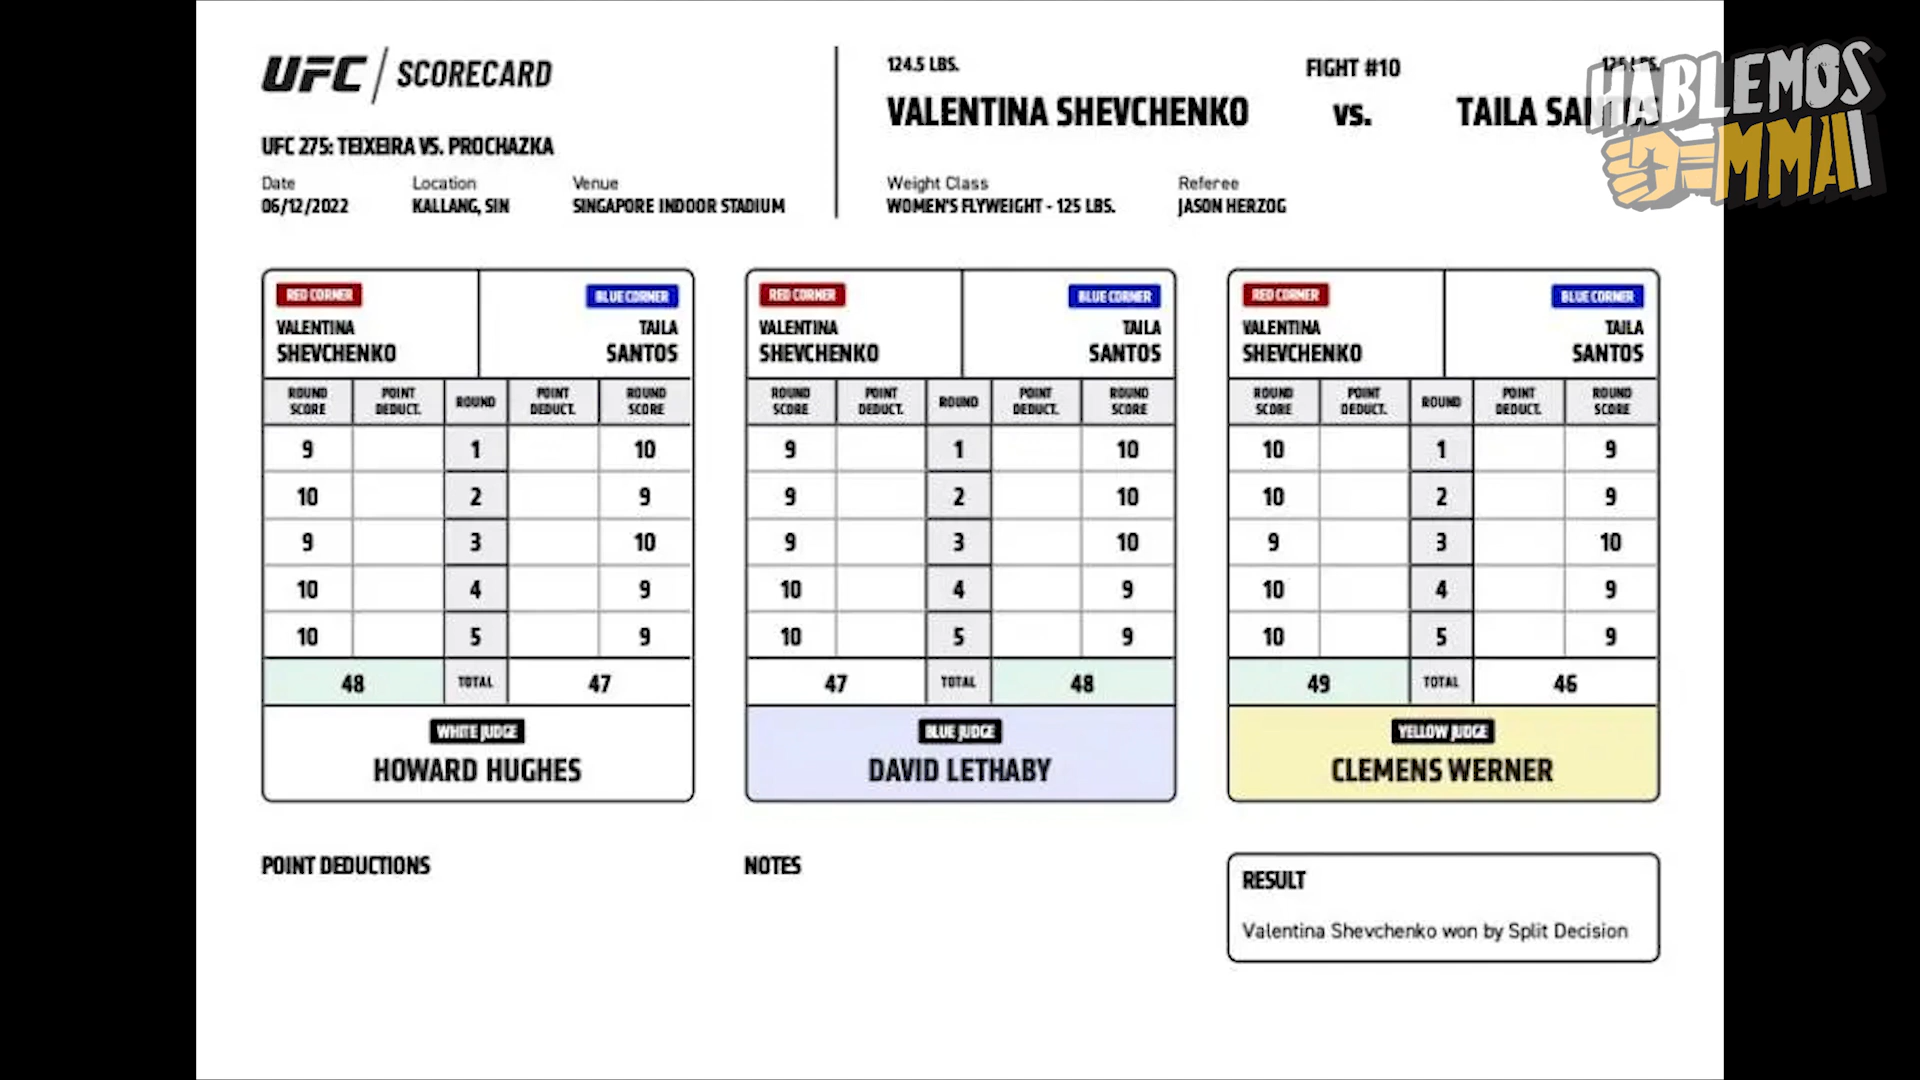 UFC / SCORECARD
UFC 275: TEIXEIRA VS. PROCHAZKA
Date
06/12/2022
Location
KALLANG, SIN
Venue
SINGAPORE INDOOR STADIUM
124.5 LBS.
FIGHT #10
125 LBS.
VALENTINA SHEVCHENKO
VS.
TAILA SANTOS
Weight Class
WOMEN'S FLYWEIGHT - 125 LBS.
Referee
JASON HERZOG
HABLEMOS
MMA
RED CORNER
BLUE CORNER
VALENTINA
SHEVCHENKO
TAILA
SANTOS
ROUND SCORE POINT DEDUCT. ROUND POINT DEDUCT. ROUND SCORE
9 1 10
10 2 9
9 3 10
10 4 9
10 5 9
48 TOTAL 47
WHITE JUDGE
HOWARD HUGHES
RED CORNER
BLUE CORNER
VALENTINA
SHEVCHENKO
TAILA
SANTOS
ROUND SCORE POINT DEDUCT. ROUND POINT DEDUCT. ROUND SCORE
9 1 10
9 2 10
9 3 10
10 4 9
10 5 9
47 TOTAL 48
BLUE JUDGE
DAVID LETHABY
RED CORNER
BLUE CORNER
VALENTINA
SHEVCHENKO
TAILA
SANTOS
ROUND SCORE POINT DEDUCT. ROUND POINT DEDUCT. ROUND SCORE
10 1 9
10 2 9
9 3 10
10 4 9
10 5 9
49 TOTAL 46
YELLOW JUDGE
CLEMENS WERNER
POINT DEDUCTIONS
NOTES
RESULT
Valentina Shevchenko won by Split Decision